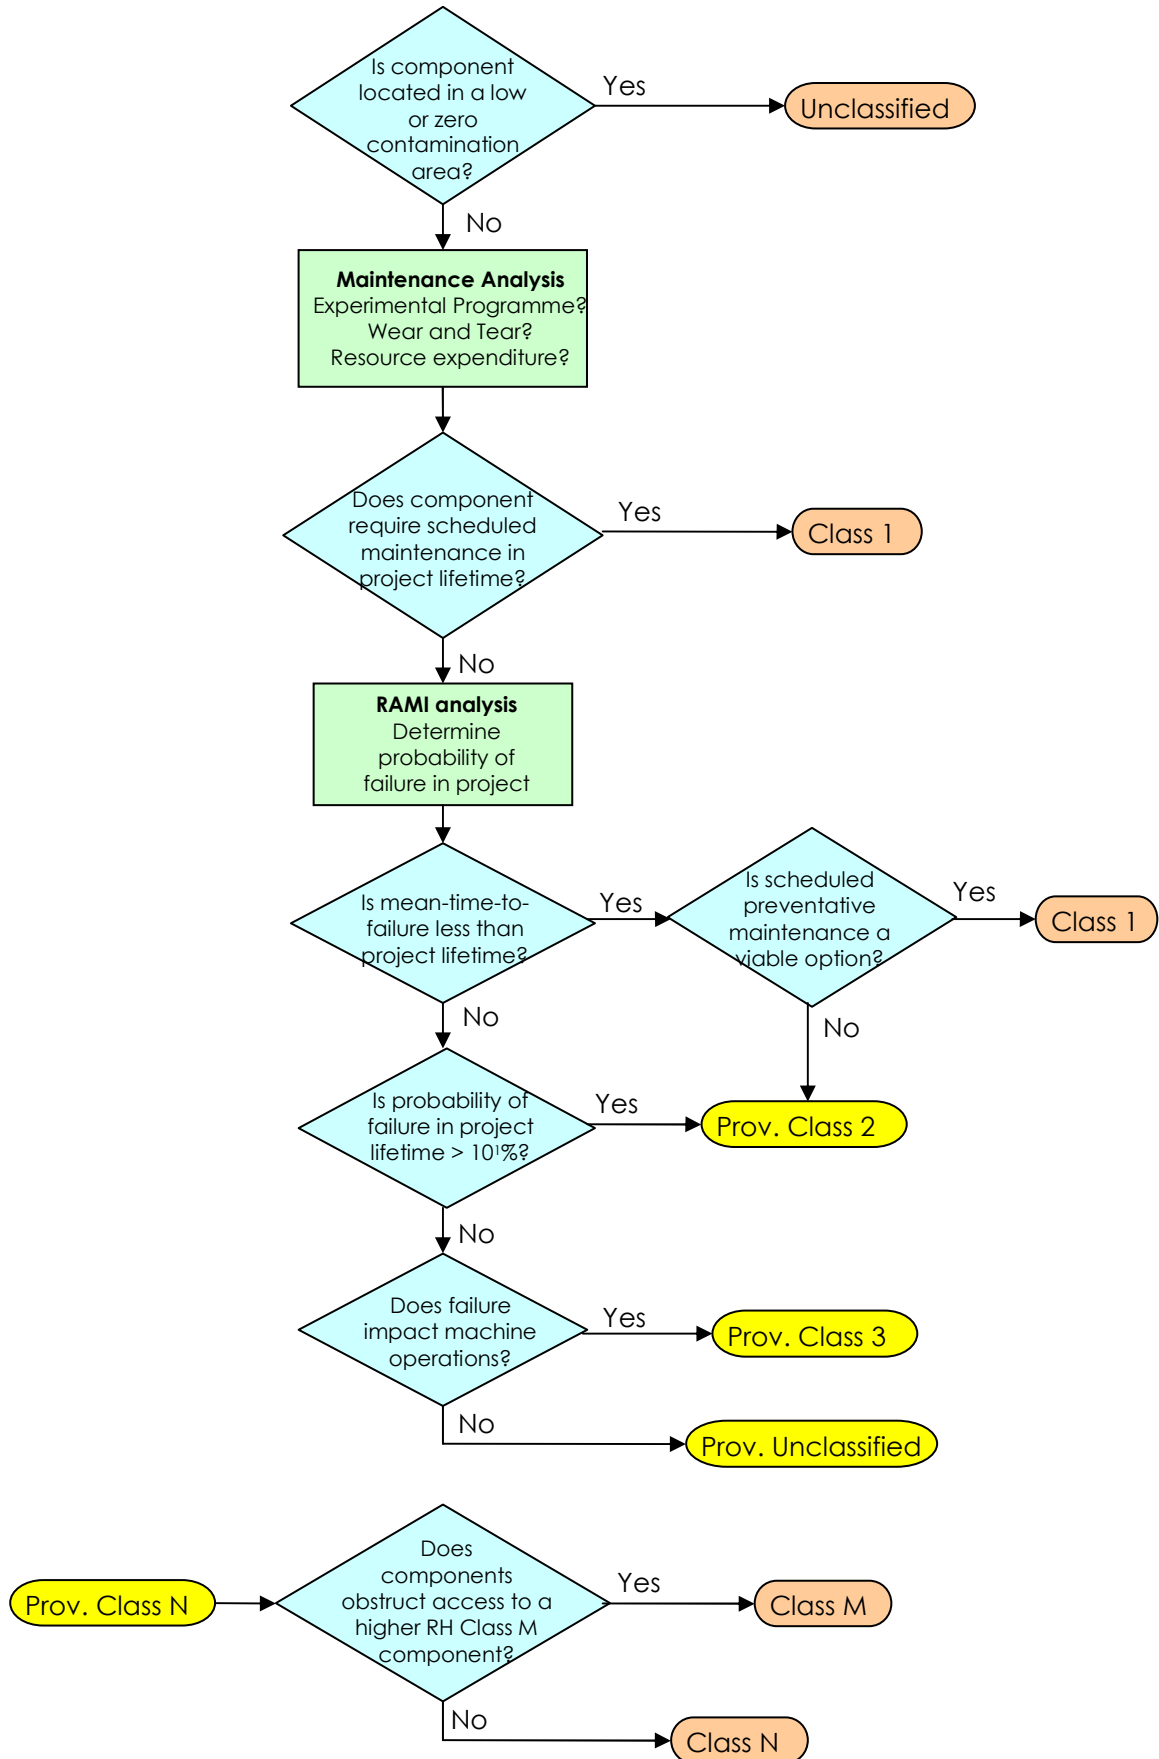 Is component
located in a low
or zero
contamination
area?
Yes
Unclassified
No
Maintenance Analysis
Experimental Programme?
Wear and Tear?
Resource expenditure?
Does component
require scheduled
maintenance in
project lifetime?
Yes
Class 1
No
RAMI analysis
Determine
probability of
failure in project
Is mean-time-to-
failure less than
project lifetime?
Yes
Is scheduled
preventative
maintenance a
viable option?
Yes
Class 1
No
No
Is probability of
failure in project
lifetime > 10¹%?
Yes
Prov. Class 2
No
Does failure
impact machine
operations?
Yes
Prov. Class 3
No
Prov. Unclassified
Prov. Class N
Does
components
obstruct access to a
higher RH Class M
component?
Yes
Class M
No
Class N